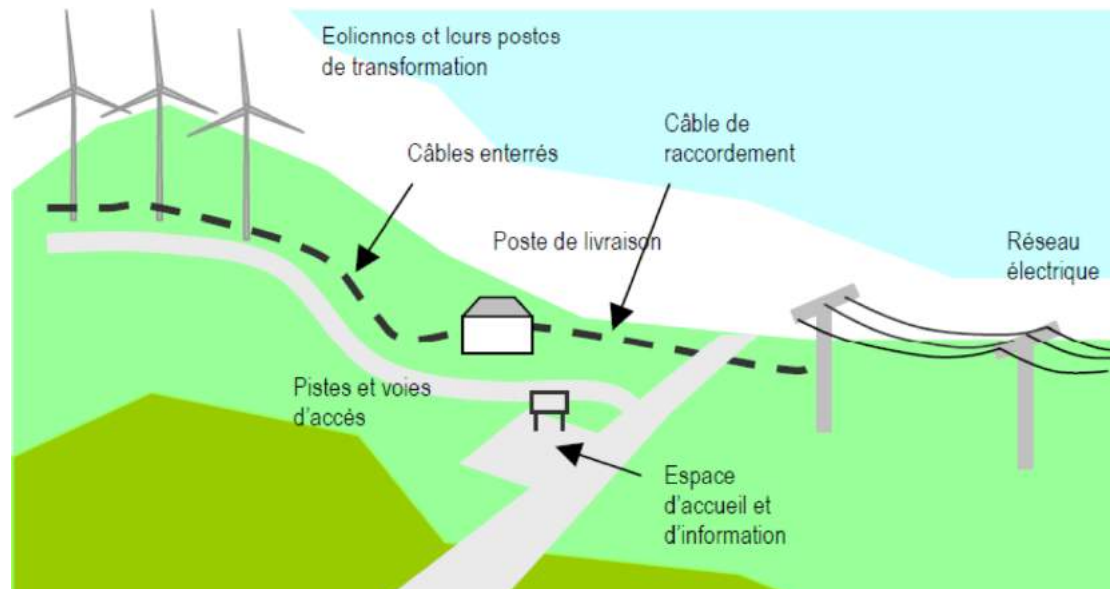 Eoliennes et leurs postes
de transformation
Câble de
raccordement
Câbles enterrés
Poste de livraison
Réseau
électrique
Pistes et voies
d'accès
Espace
d'accueil et
d'information